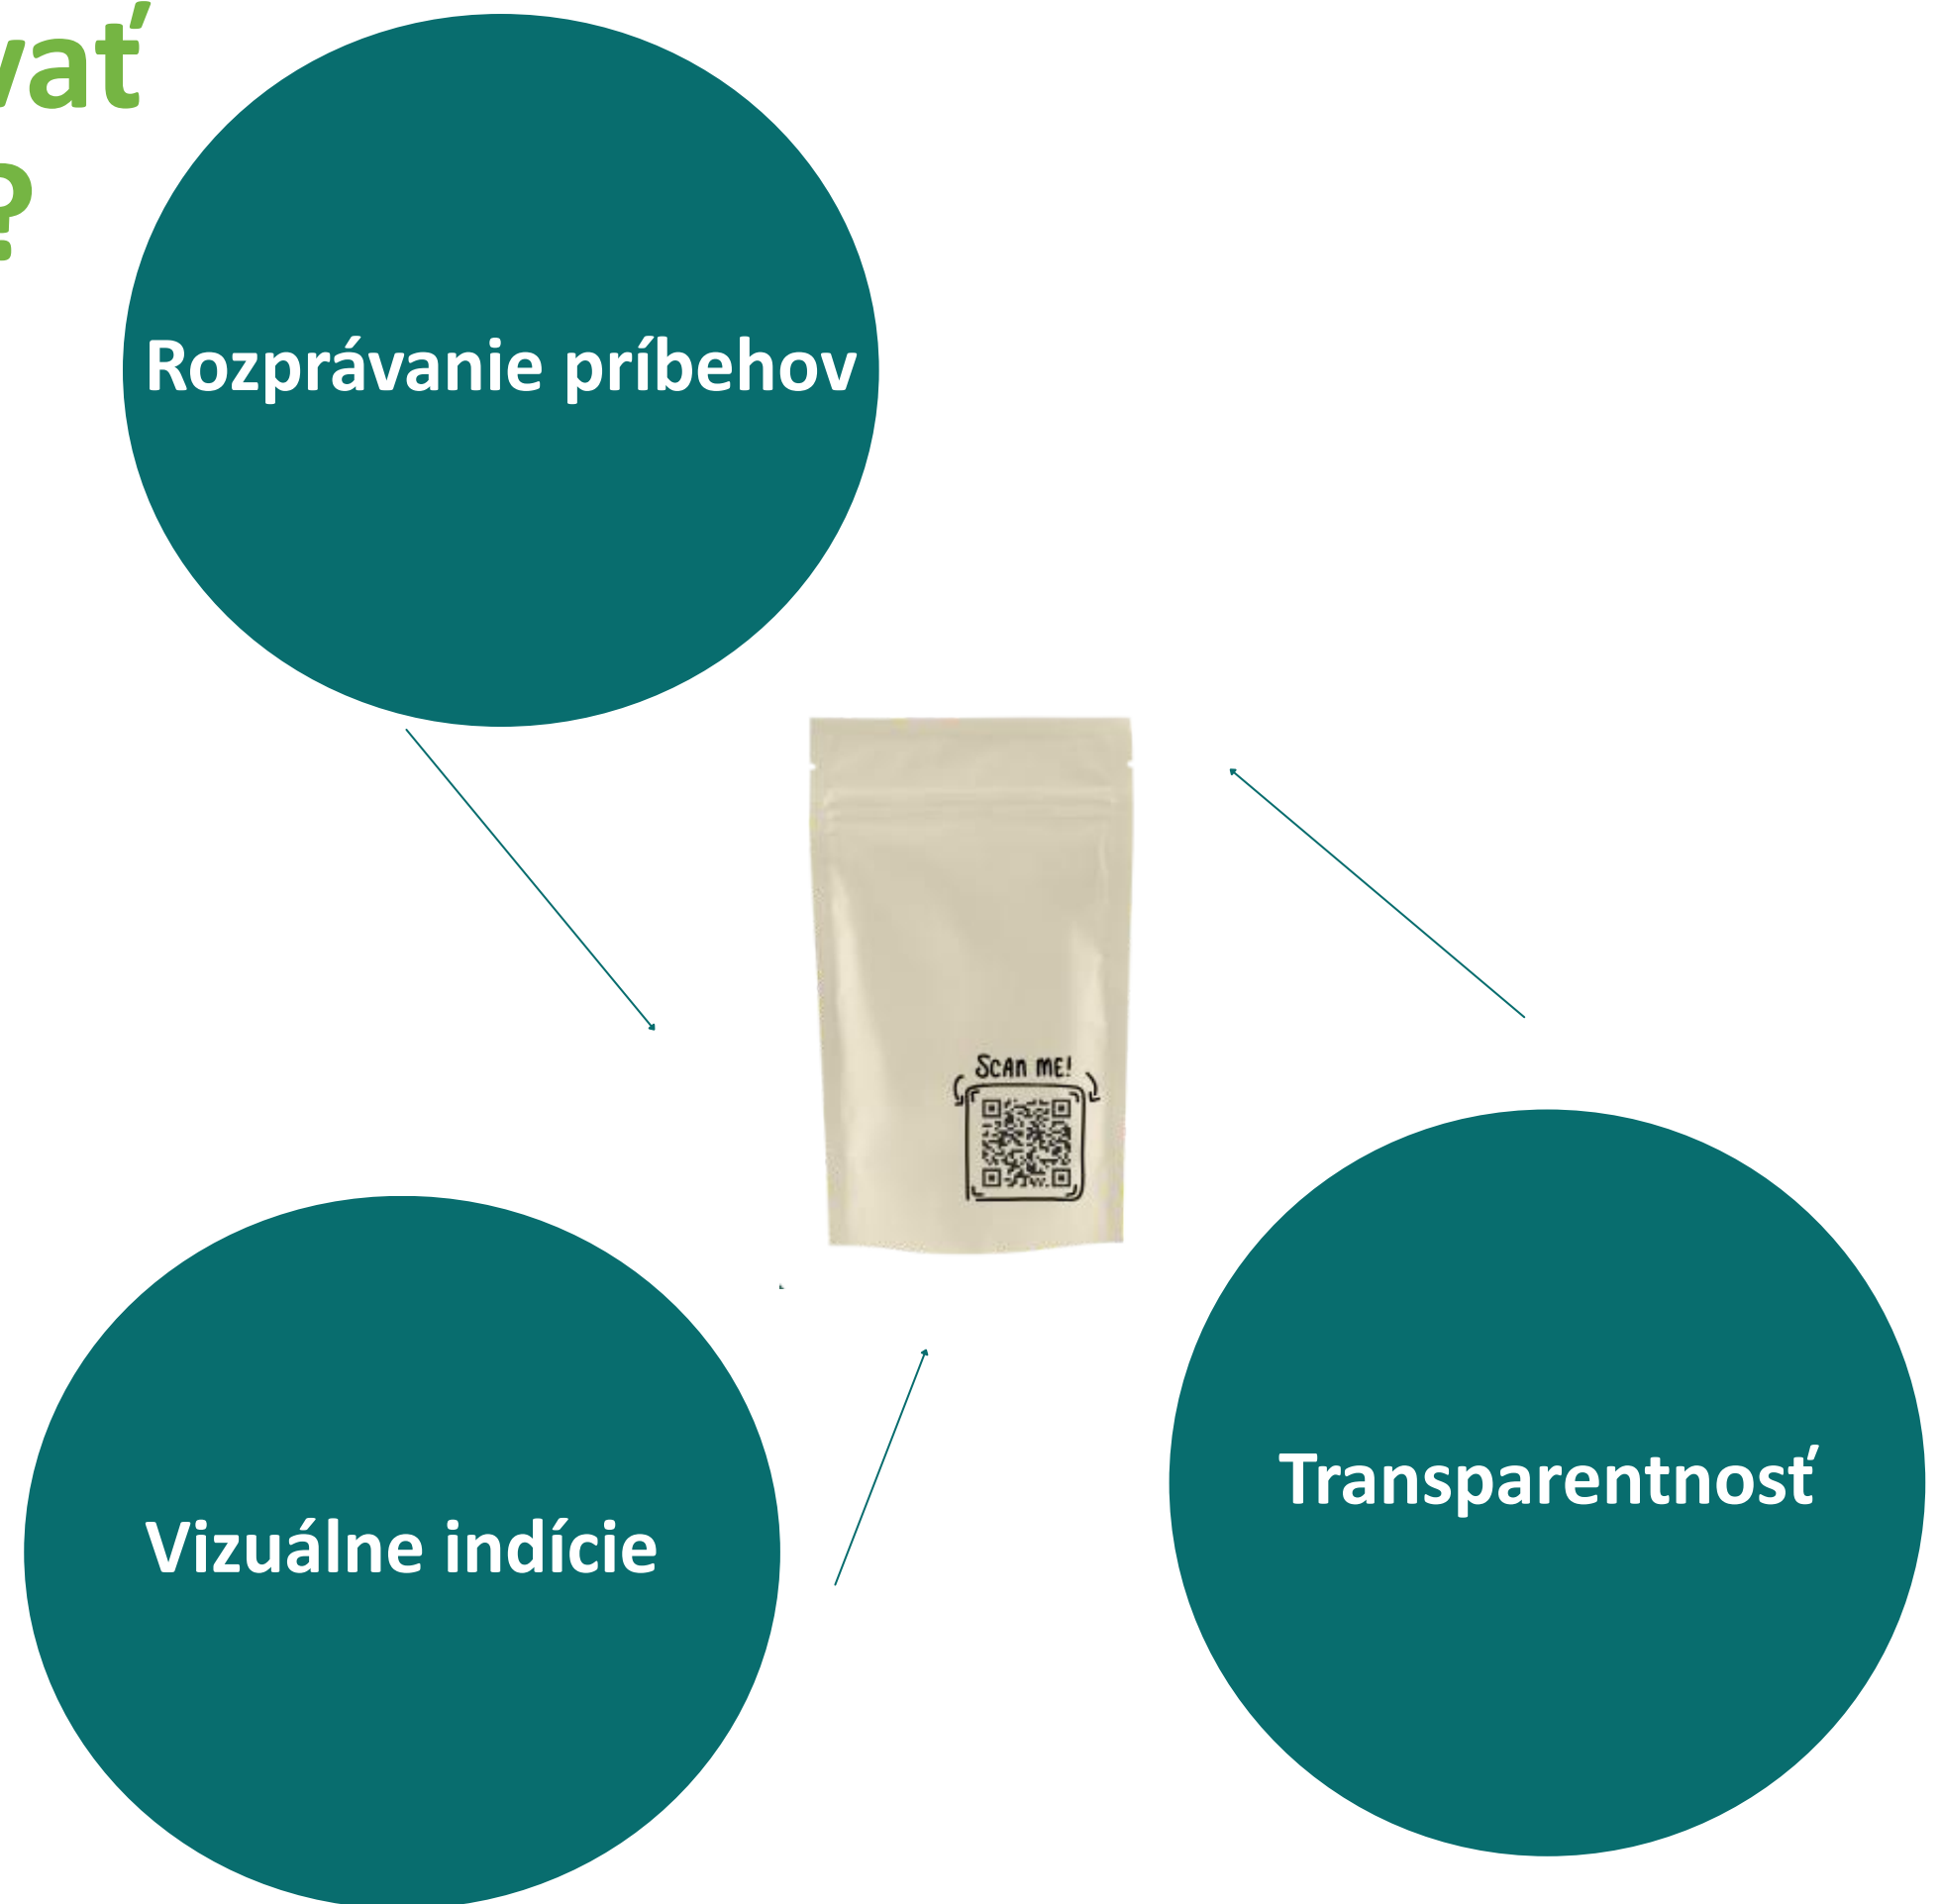 vať
?
Rozprávanie príbehov
Scan me!
Transparentnosť
Vizuálne indície